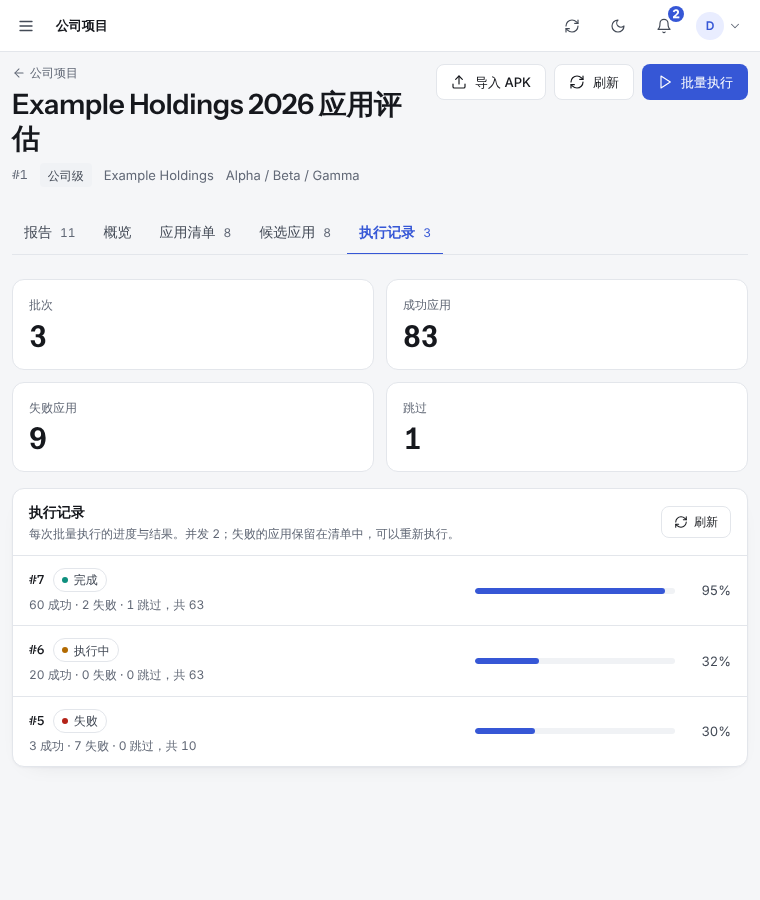 公司项目
2
D
公司项目
导入 APK
刷新
批量执行
Example Holdings 2026 应用评
估
#1 公司级 Example Holdings Alpha / Beta / Gamma
报告 11 概览 应用清单 8 候选应用 8 执行记录 3
批次
3
成功应用
83
失败应用
9
跳过
1
执行记录
每次批量执行的进度与结果。并发 2；失败的应用保留在清单中，可以重新执行。
刷新
#7 完成
60 成功 · 2 失败 · 1 跳过，共 63
95%
#6 执行中
20 成功 · 0 失败 · 0 跳过，共 63
32%
#5 失败
3 成功 · 7 失败 · 0 跳过，共 10
30%